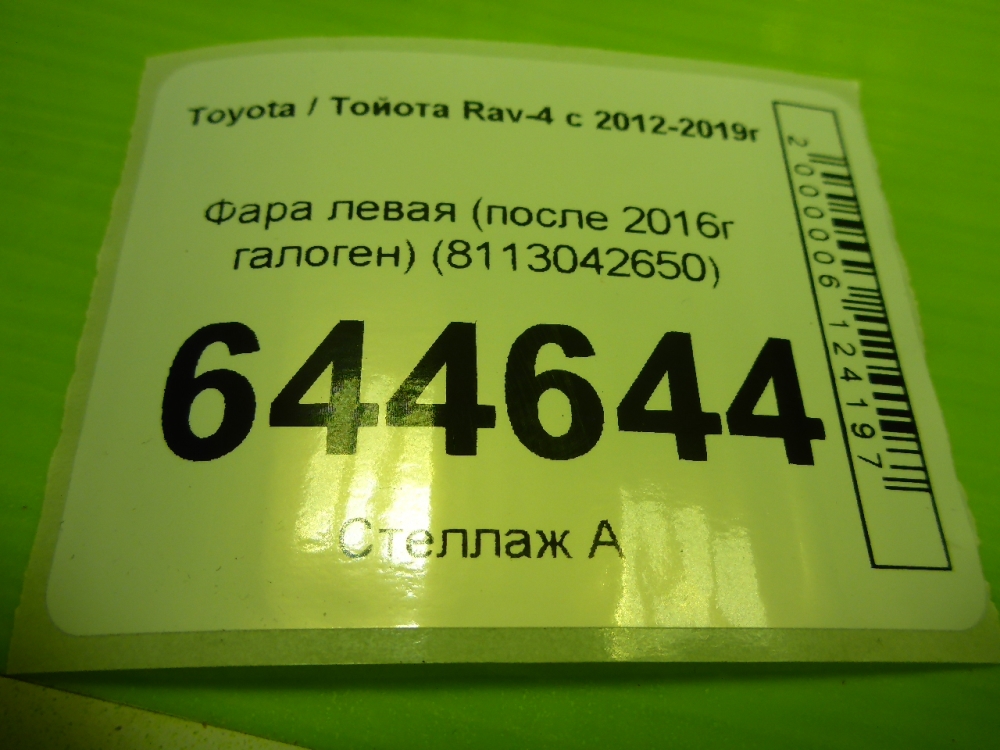 Toyota / Тойота Rav-4 с 2012-2019г
Фара левая (после 2016г
галоген) (8113042650)
644644
Стеллаж А
2000006124197